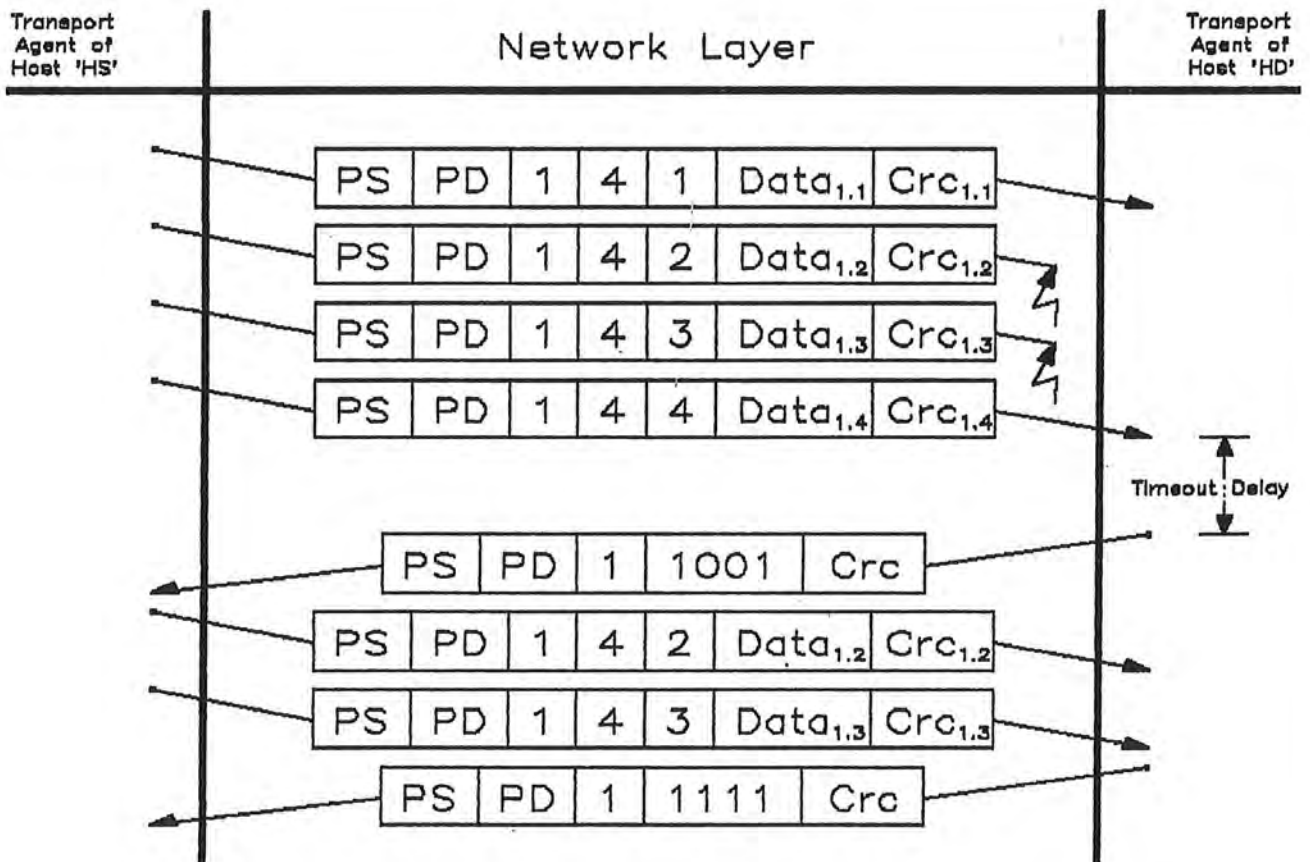 Transport
Agent of
Host 'HS'
Network Layer
Transport
Agent of
Host 'HD'
PS PD 1 4 1 Data1.1 Crc1.1
PS PD 1 4 2 Data1.2 Crc1.2
PS PD 1 4 3 Data1.3 Crc1.3
PS PD 1 4 4 Data1.4 Crc1.4
Timeout Delay
PS PD 1 1001 Crc
PS PD 1 4 2 Data1.2 Crc1.2
PS PD 1 4 3 Data1.3 Crc1.3
PS PD 1 1111 Crc